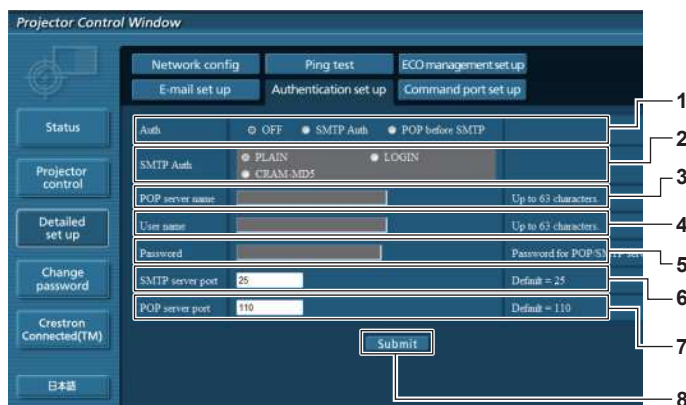 Projector Control Window
Network config Ping test ECO management set up
E-mail set up Authentication set up Command port set up
Status
Projector control
Detailed set up
Change password
Crestron Connected(TM)
日本語
Auth OFF SMTP Auth POP before SMTP 1
SMTP Auth PLAIN LOGIN 2
CRAM-MD5
POP server name Up to 63 characters. 3
User name Up to 63 characters. 4
Password Password for POP/SMTP serv 5
SMTP server port 25 Default = 25 6
POP server port 110 Default = 110 7
Submit 8